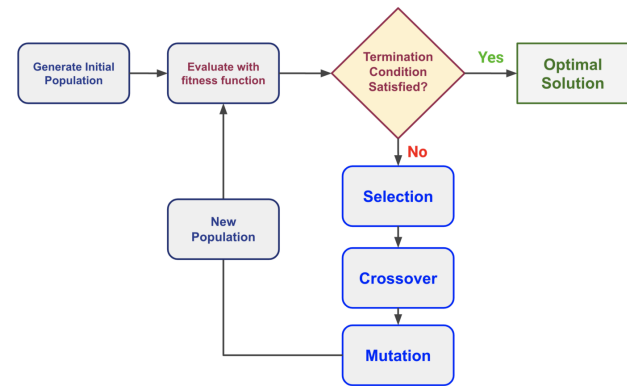 Generate Initial
Population
Evaluate with
fitness function
Termination
Condition
Satisfied?
Yes
Optimal
Solution
No
Selection
New
Population
Crossover
Mutation